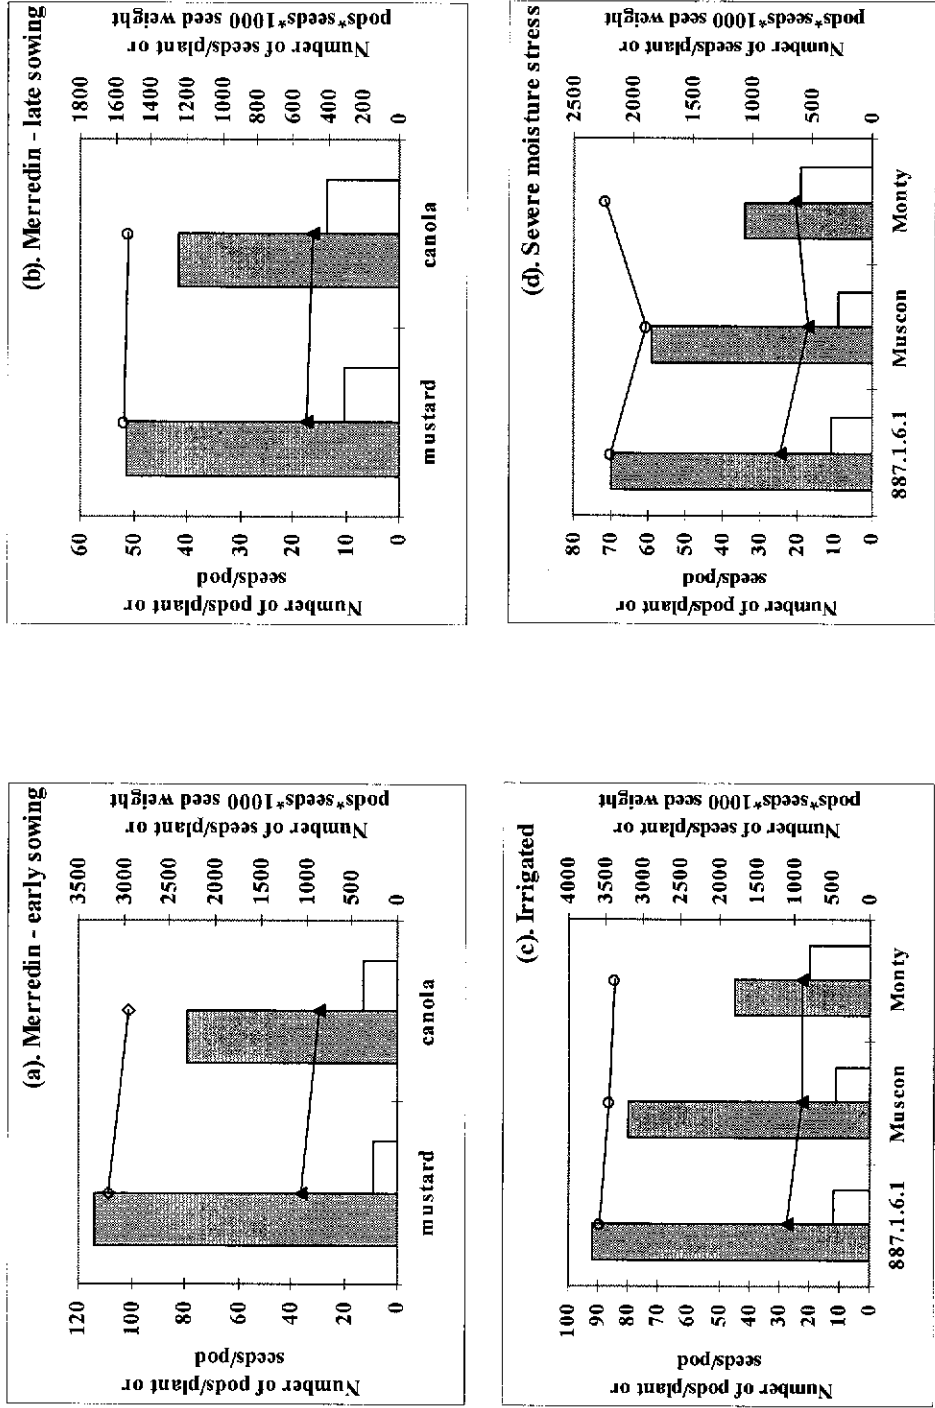 (a). Merredin - early sowing
Number of pods/plant or
seeds/pod
120
100
80
60
40
20
0
3500
3000
2500
2000
1500
1000
500
0
Number of seeds/plant or
pods*seeds*1000 seed weight
mustard
canola
(b). Merredin - late sowing
Number of pods/plant or
seeds/pod
60
50
40
30
20
10
0
1800
1600
1400
1200
1000
800
600
400
200
0
Number of seeds/plant or
pods*seeds*1000 seed weight
mustard
canola
(c). Irrigated
Number of pods/plant or
seeds/pod
100
90
80
70
60
50
40
30
20
10
0
4000
3500
3000
2500
2000
1500
1000
500
0
Number of seeds/plant or
pods*seeds*1000 seed weight
887.1.6.1
Muscon
Monty
(d). Severe moisture stress
Number of pods/plant or
seeds/pod
80
70
60
50
40
30
20
10
0
2500
2250
2000
1750
1500
1000
500
0
Number of seeds/plant or
pods*seeds*1000 seed weight
887.1.6.1
Muscon
Monty